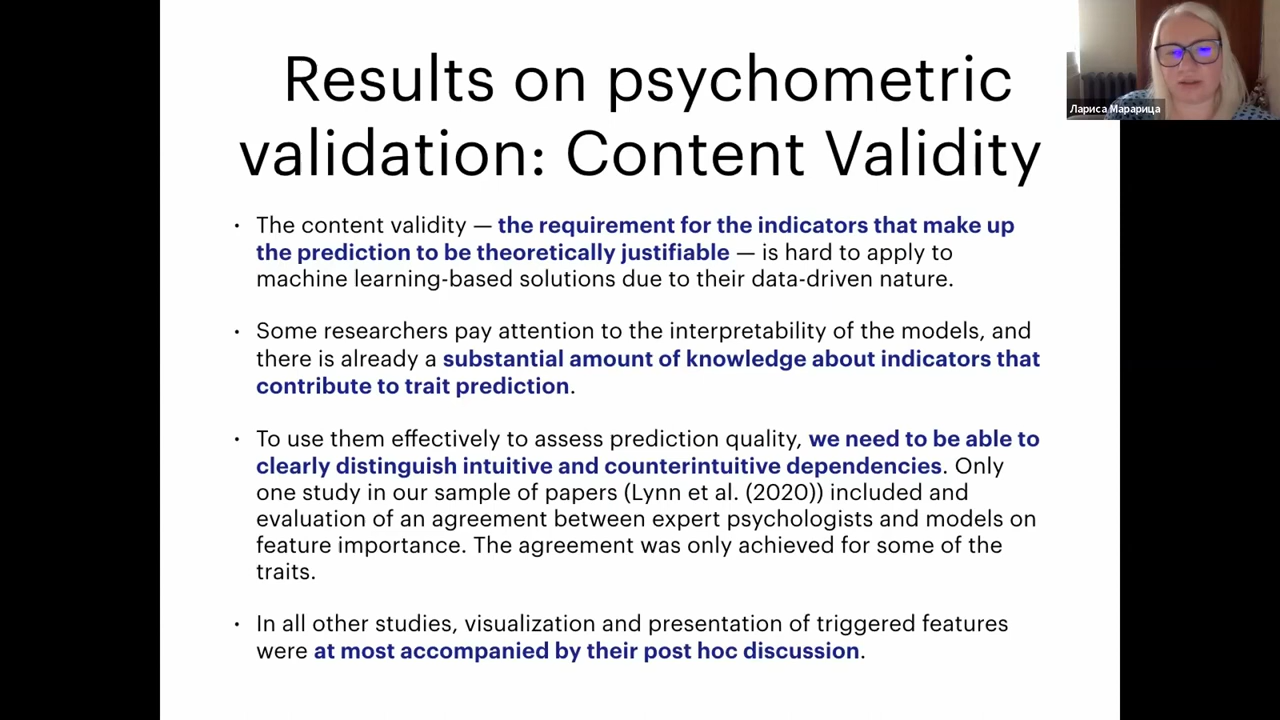 Results on psychometric
validation: Content Validity
Лариса Марарица
• The content validity — the requirement for the indicators that make up
the prediction to be theoretically justifiable — is hard to apply to
machine learning-based solutions due to their data-driven nature.
• Some researchers pay attention to the interpretability of the models, and
there is already a substantial amount of knowledge about indicators that
contribute to trait prediction.
• To use them effectively to assess prediction quality, we need to be able to
clearly distinguish intuitive and counterintuitive dependencies. Only
one study in our sample of papers (Lynn et al. (2020)) included and
evaluation of an agreement between expert psychologists and models on
feature importance. The agreement was only achieved for some of the
traits.
• In all other studies, visualization and presentation of triggered features
were at most accompanied by their post hoc discussion.